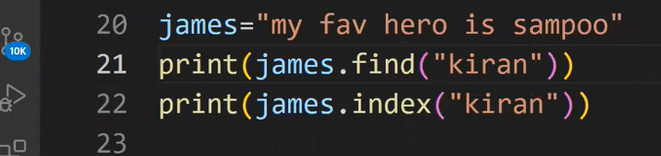 10K
20 james="my fav hero is sampoo"
21 print(james.find("kiran"))
22 print(james.index("kiran"))
23